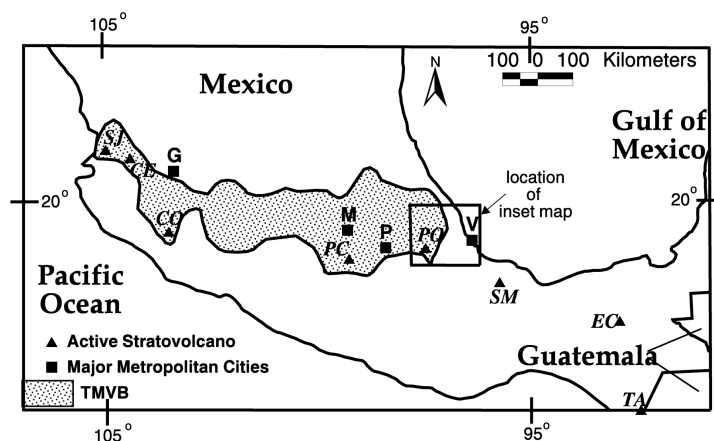 105°
95°
N
100 0 100 Kilometers
Mexico
Gulf of
Mexico
SJ
CE
G
location
of
inset map
20°
20°
CO
M
V
P
PO
PC
Pacific
Ocean
SM
EC
Active Stratovolcano
Major Metropolitan Cities
Guatemala
TMVB
TA
105°
95°